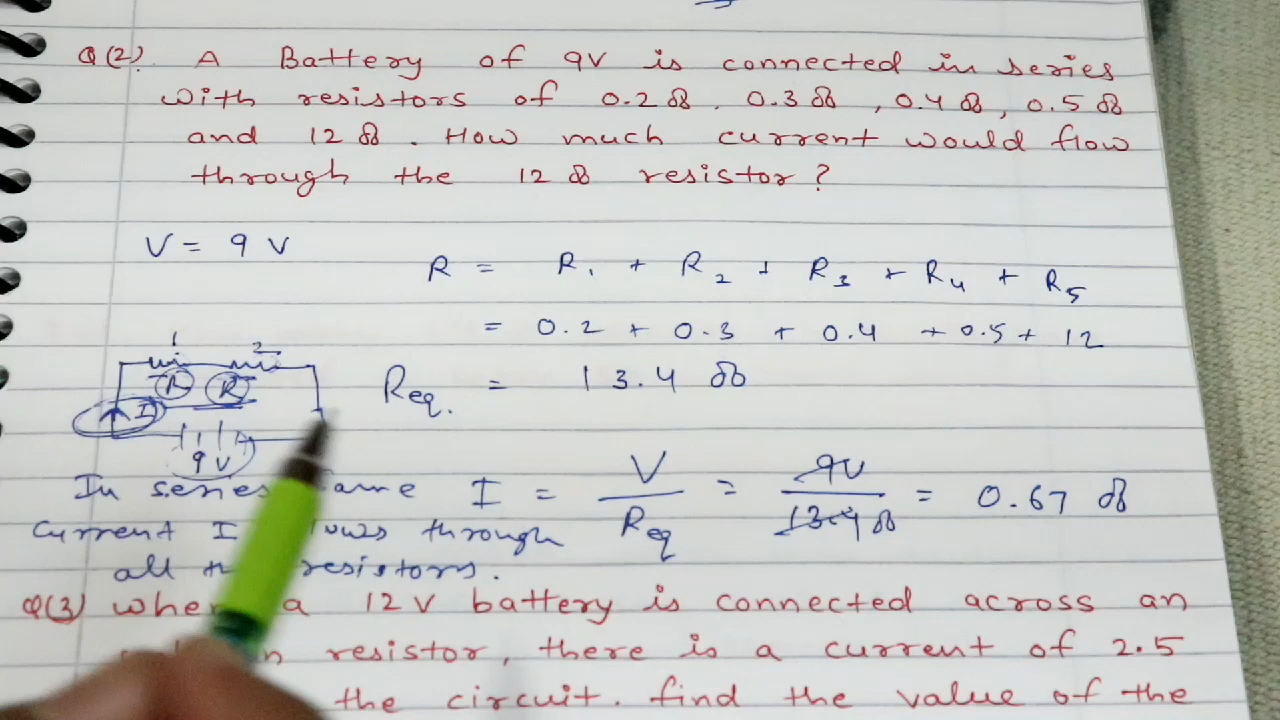 Q(2). A Battery of 9V is connected in series
with resistors of 0.2 Ω, 0.3 Ω, 0.4 Ω, 0.5 Ω
and 12 Ω. How much current would flow
through the 12 Ω resistor?
V = 9 V
R = R1 + R2 + R3 + R4 + R5
= 0.2 + 0.3 + 0.4 + 0.5 + 12
1 2
R R
Req. = 13.4 Ω
I
9 V
In series same I = V / Req = 9V / 13.4 Ω = 0.67 Ω
current I through
all resistors.
Q(3) when a 12 V battery is connected across an
resistor, there is a current of 2.5
the circuit. find the value of the